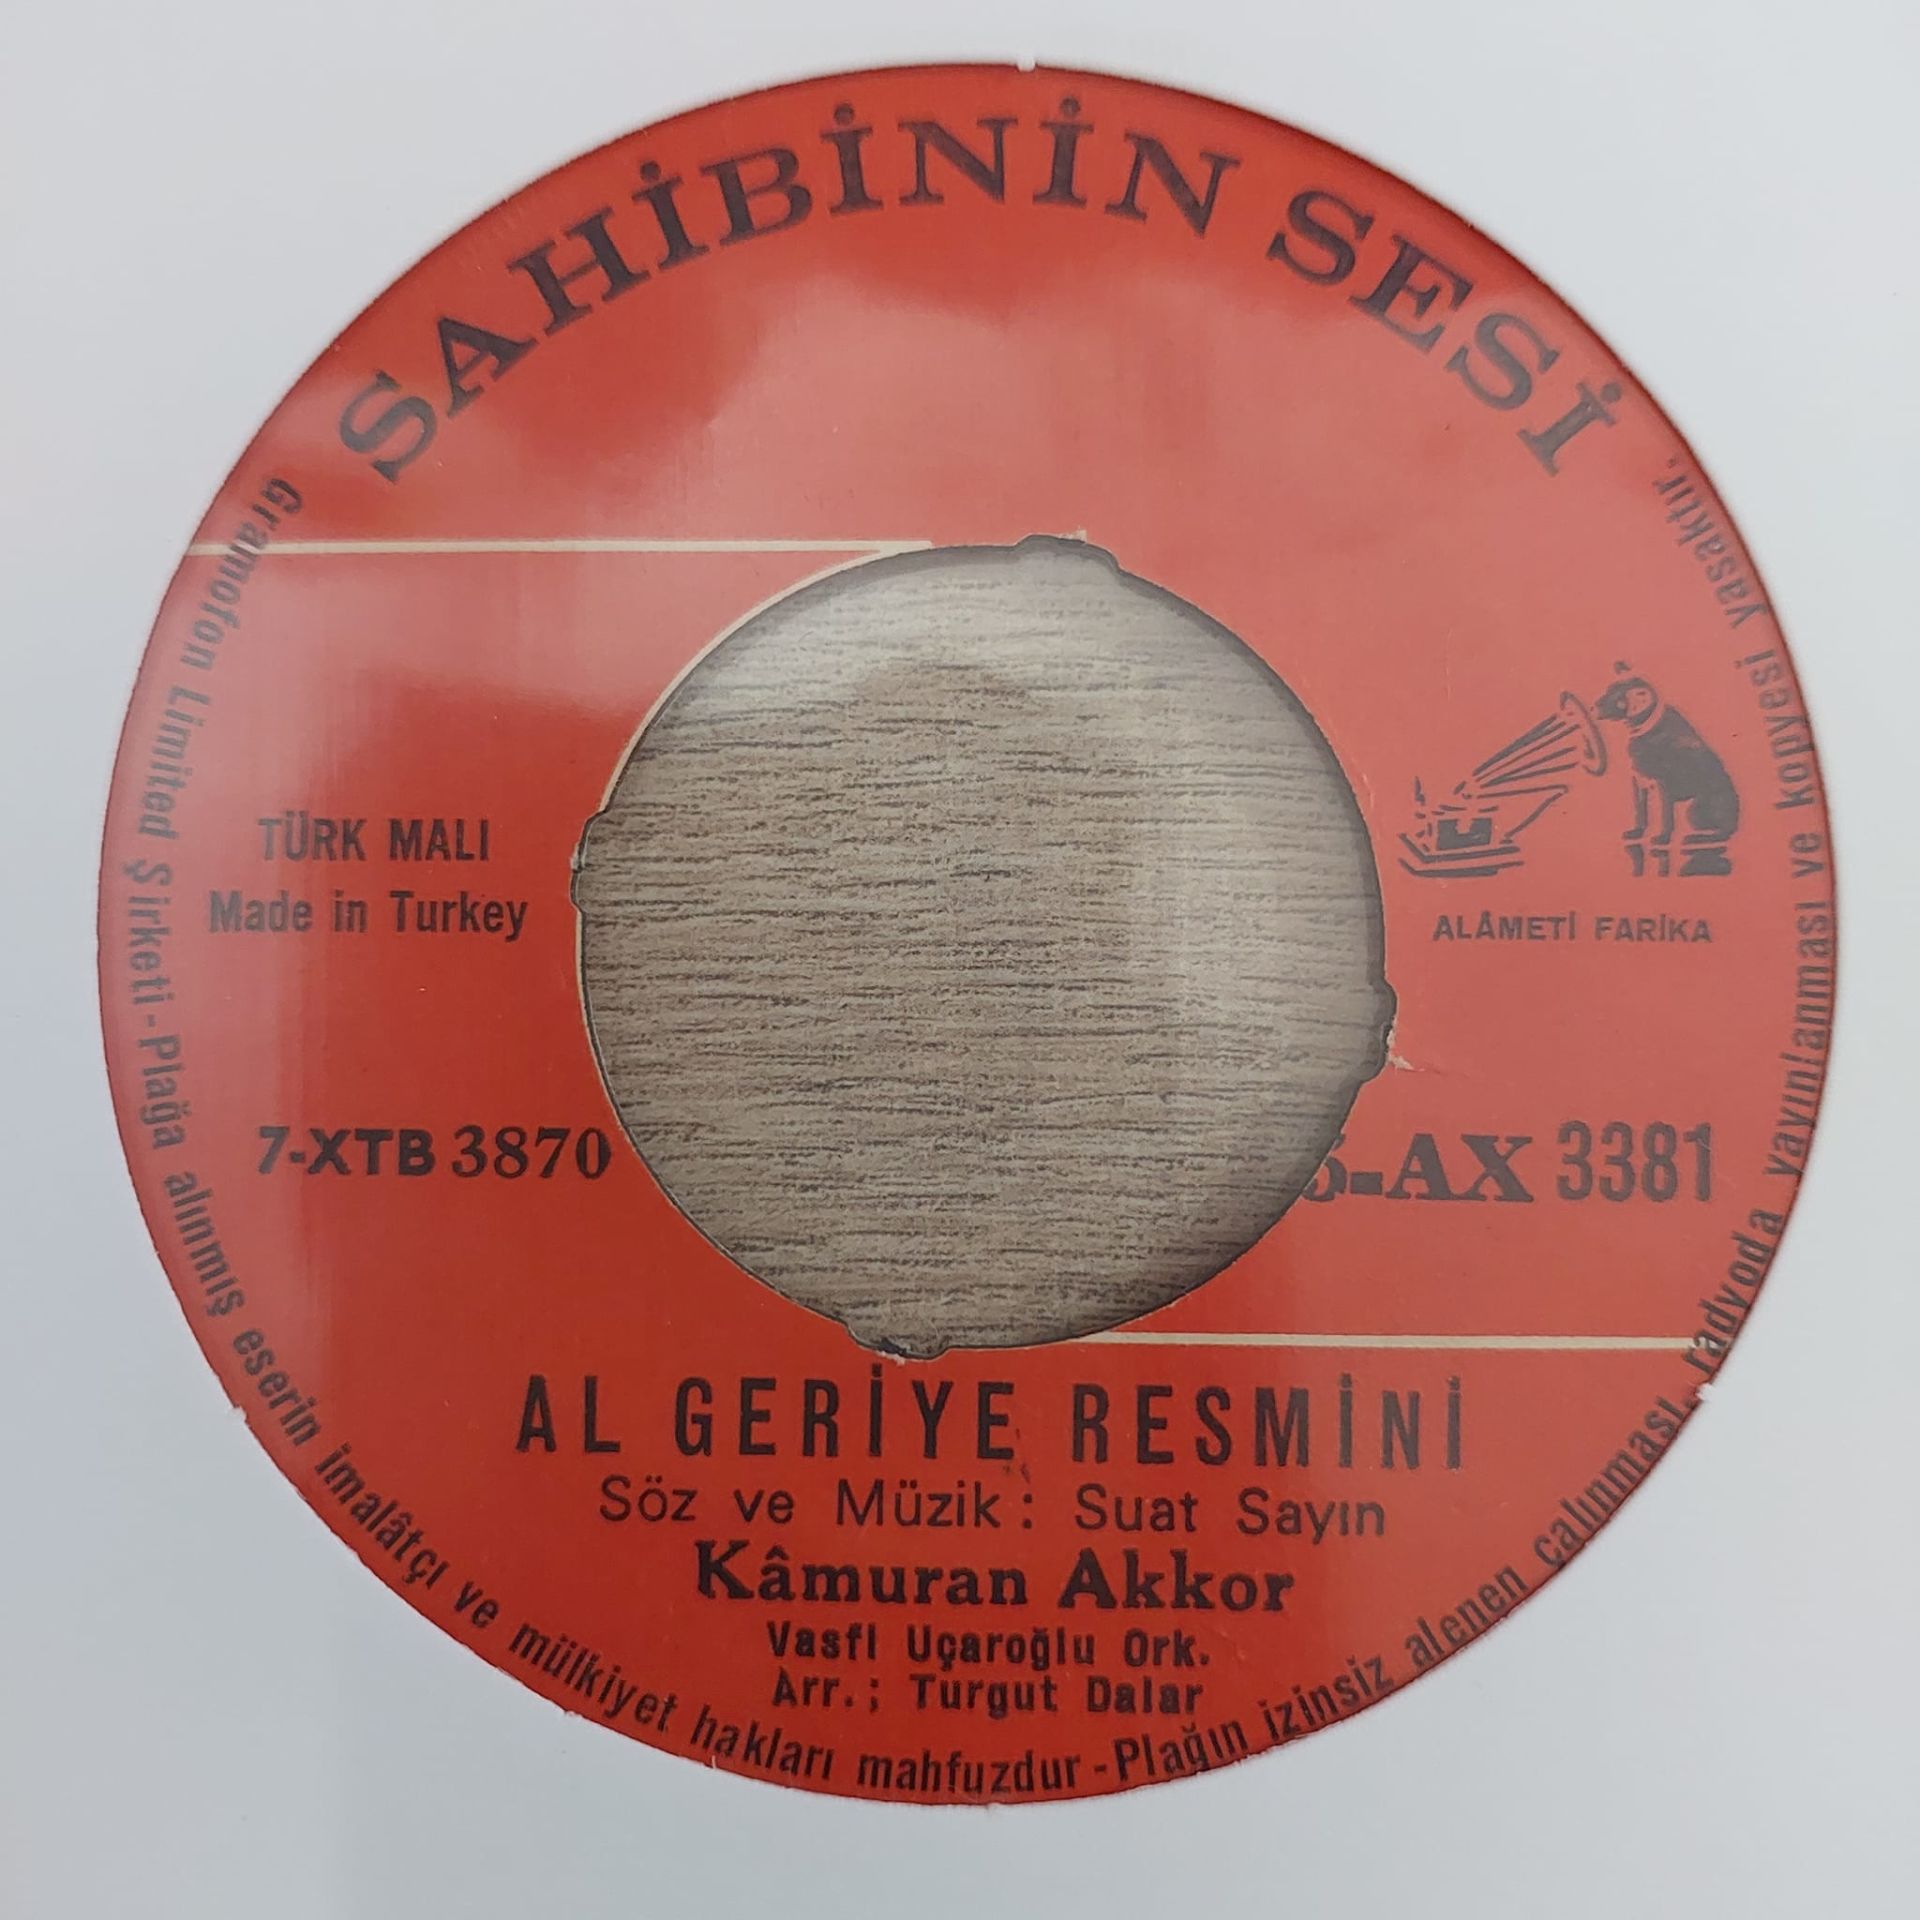 SAHİBİNİN SESİ
TÜRK MALI
Made in Turkey
ALÂMETİ FARİKA
7-XTB 3870
-AX 3381
AL GERİYE RESMİNİ
Söz ve Müzik: Suat Sayın
Kâmuran Akkor
Vasfi Uçaroğlu Ork.
Arr.; Turgut Dalar
Gramofon Limited Şirketi - Plağa alınmış eserin imalâtçı ve mülkiyet hakları mahfuzdur - Plağın izinsiz alenen çalınması, radyoda yayınlanması ve kopyesi yasaktır.